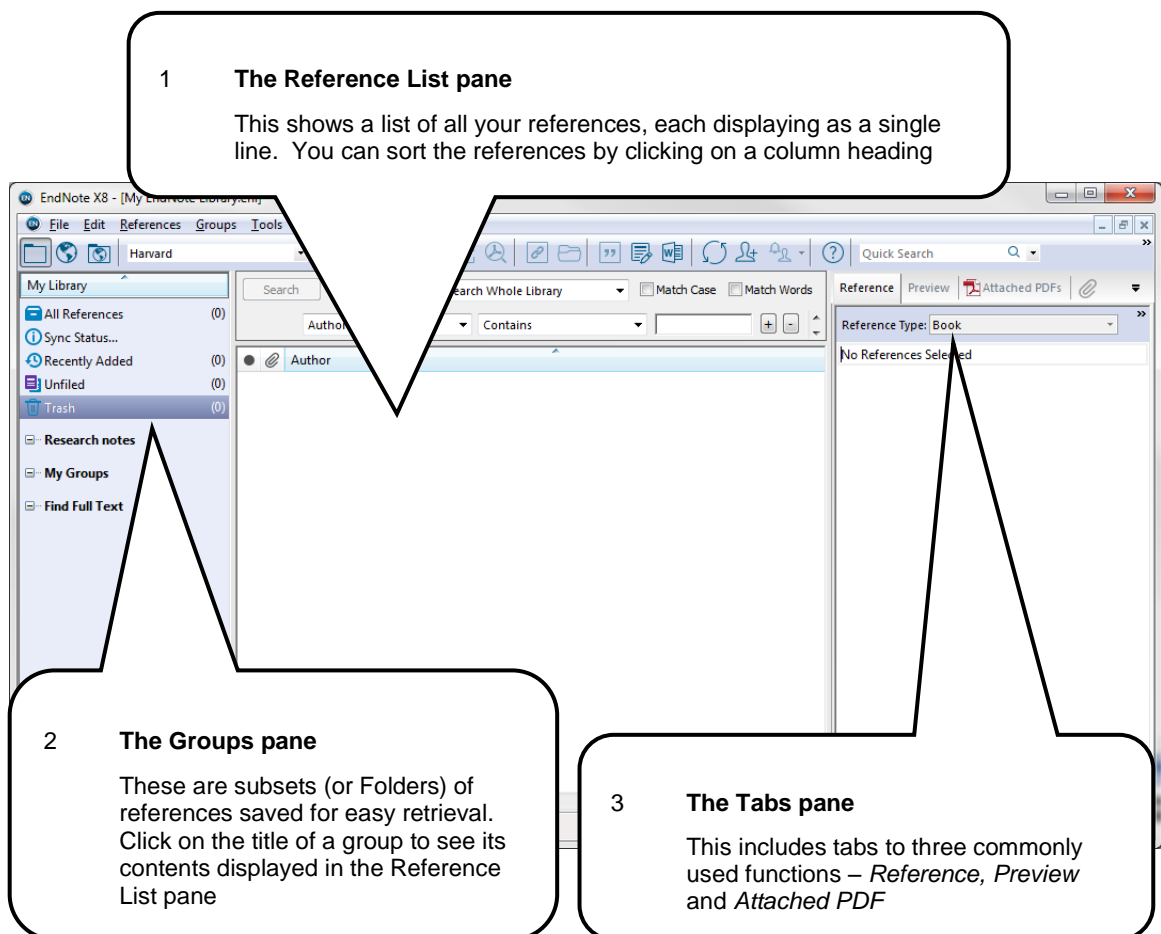 1 The Reference List pane
This shows a list of all your references, each displaying as a single
line. You can sort the references by clicking on a column heading
EndNote X8 - [My EndNote Library.enl]
File Edit References Groups Tools
Harvard
Quick Search
My Library
Search
Search Whole Library
Match Case
Match Words
Reference Preview Attached PDFs
All References (0)
Author
Contains
+ -
Reference Type: Book
Sync Status...
No References Selected
Recently Added (0)
Author
Unfiled (0)
Trash (0)
Research notes
My Groups
Find Full Text
2 The Groups pane
These are subsets (or Folders) of
references saved for easy retrieval.
Click on the title of a group to see its
contents displayed in the Reference
List pane
3 The Tabs pane
This includes tabs to three commonly
used functions – Reference, Preview
and Attached PDF